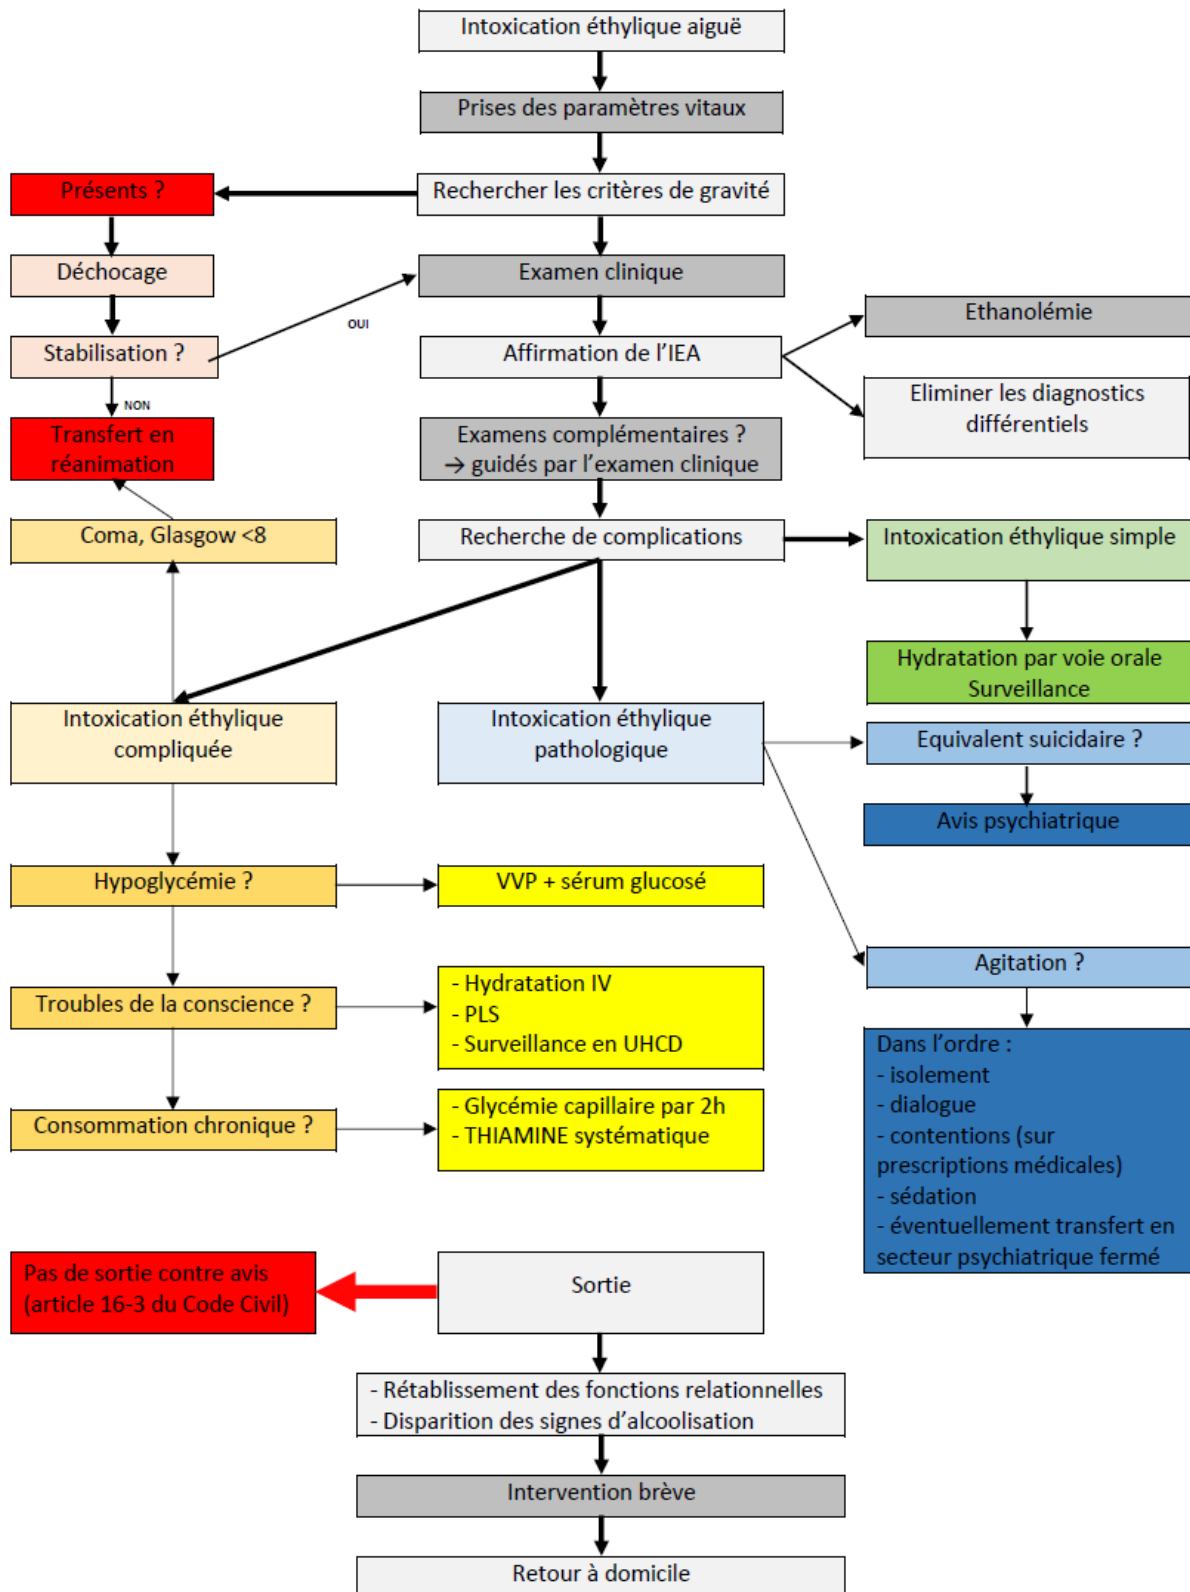 Intoxication éthylique aiguë
Prises des paramètres vitaux
Présents ?
Rechercher les critères de gravité
Déchocage
Examen clinique
OUI
Ethanolémie
Stabilisation ?
Affirmation de l'IEA
NON
Eliminer les diagnostics
différentiels
Transfert en
réanimation
Examens complémentaires ?
→ guidés par l'examen clinique
Coma, Glasgow <8
Recherche de complications
Intoxication éthylique simple
Hydratation par voie orale
Surveillance
Intoxication éthylique
compliquée
Intoxication éthylique
pathologique
Equivalent suicidaire ?
Avis psychiatrique
Hypoglycémie ?
VVP + sérum glucosé
Agitation ?
Troubles de la conscience ?
- Hydratation IV
- PLS
- Surveillance en UHCD
Dans l'ordre :
- isolement
- dialogue
- contentions (sur
prescriptions médicales)
- sédation
- éventuellement transfert en
secteur psychiatrique fermé
Consommation chronique ?
- Glycémie capillaire par 2h
- THIAMINE systématique
Pas de sortie contre avis
(article 16-3 du Code Civil)
Sortie
- Rétablissement des fonctions relationnelles
- Disparition des signes d'alcoolisation
Intervention brève
Retour à domicile